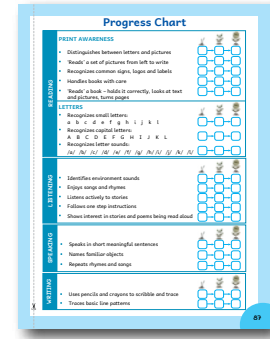 Progress Chart
READING
PRINT AWARENESS
• Distinguishes between letters and pictures
• 'Reads' a set of pictures from left to write
• Recognizes common signs, logos and labels
• Handles books with care
• 'Reads' a book - holds it correctly, looks at text
and pictures, turns pages
LETTERS
• Recognizes small letters:
a b c d e f g h i j k l
• Recognizes capital letters:
A B C D E F G H I J K L
• Recognizes letter sounds:
/a/ /b/ /c/ /d/ /e/ /f/ /g/ /h/ /i/ /j/ /k/ /l/
LISTENING
• Identifies environment sounds
• Enjoys songs and rhymes
• Listens actively to stories
• Follows one step instructions
• Shows interest in stories and poems being read aloud
SPEAKING
• Speaks in short meaningful sentences
• Names familiar objects
• Repeats rhymes and songs
WRITING
• Uses pencils and crayons to scribble and trace
• Traces basic line patterns
87